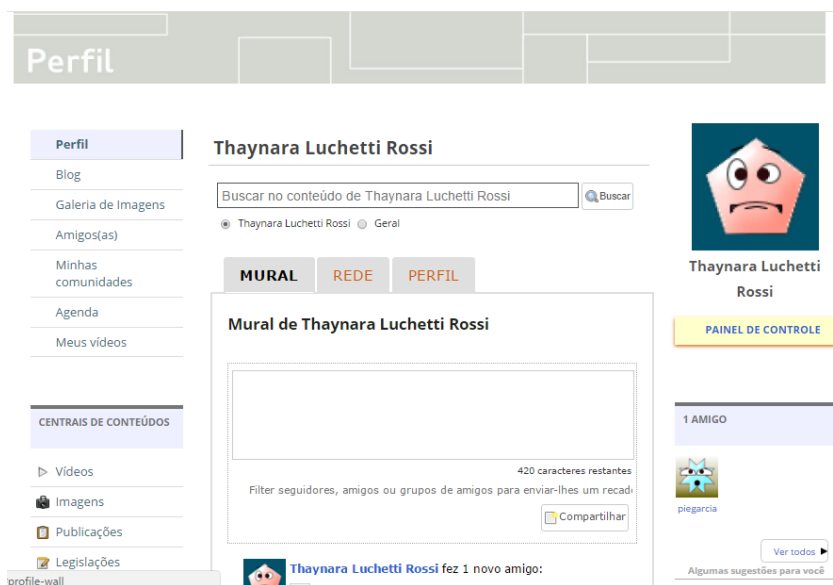 Perfil
Perfil
Blog
Galeria de Imagens
Amigos(as)
Minhas
comunidades
Agenda
Meus vídeos
CENTRAIS DE CONTEÚDOS
Vídeos
Imagens
Publicações
Legislações
profile-wall
Thaynara Luchetti Rossi
Buscar no conteúdo de Thaynara Luchetti Rossi
Buscar
Thaynara Luchetti Rossi Geral
MURAL REDE PERFIL
Mural de Thaynara Luchetti Rossi
420 caracteres restantes
Filter seguidores, amigos ou grupos de amigos para enviar-lhes um recad
Compartilhar
Thaynara Luchetti Rossi fez 1 novo amigo:
Thaynara Luchetti
Rossi
PAINEL DE CONTROLE
1 AMIGO
piegarcia
Ver todos
Algumas sugestões para você